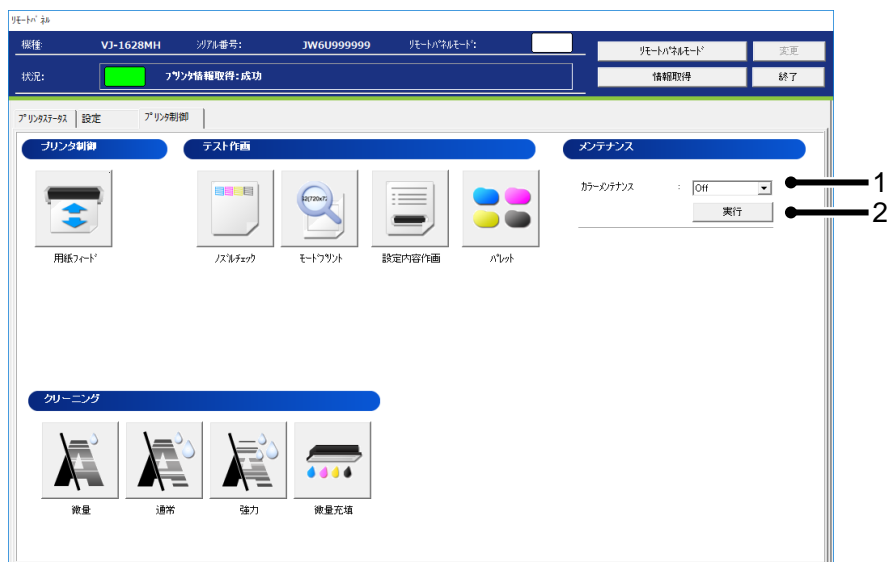 リモートパネル
機種: VJ-1628MH シリアル番号: JW6U999999 リモートパネルモード:
リモートパネルモード 変更
状況: プリンタ情報取得:成功
情報取得 終了
プリンタステータス 設定 プリンタ制御
プリンタ制御 テスト作画 メンテナンス
カラーメンテナンス : Off 1
実行 2
用紙フィード ノズルチェック モードプリント 設定内容作画 パレット
クリーニング
微量 通常 強力 微量充填